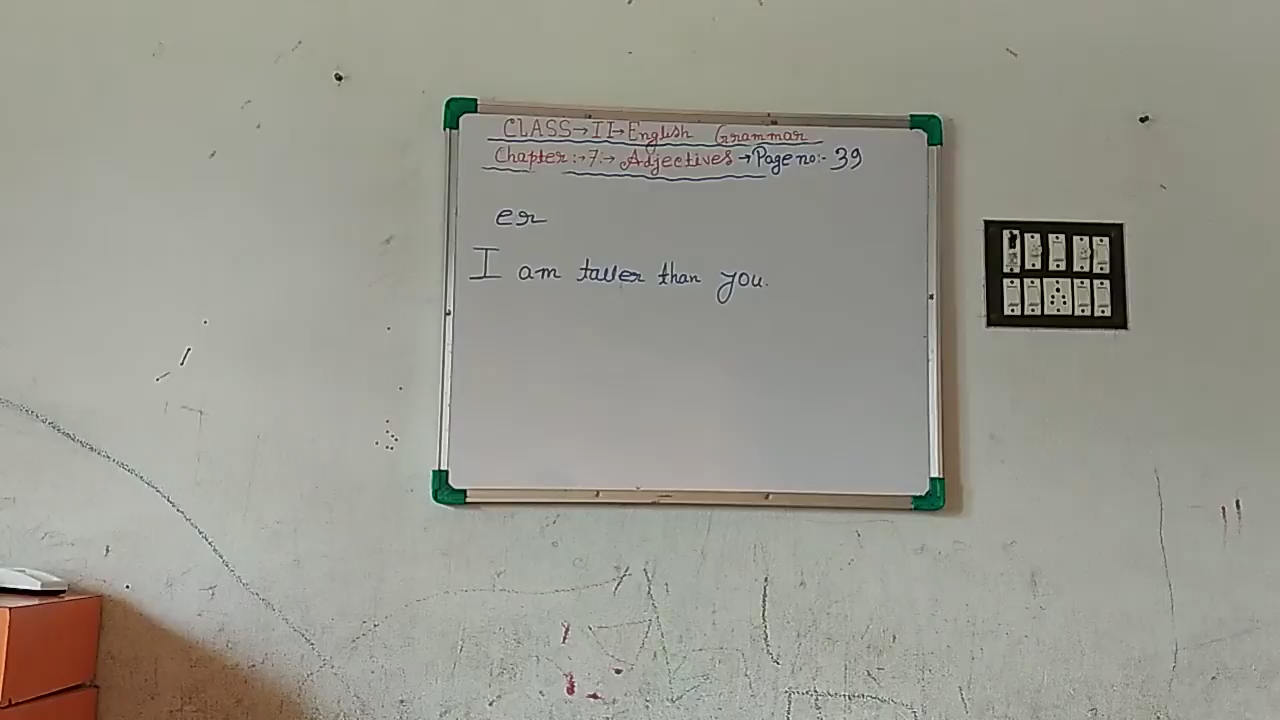 CLASS→II→English Grammar
Chapter:→7:→Adjectives→Page no:- 39
er
I am taller than you.